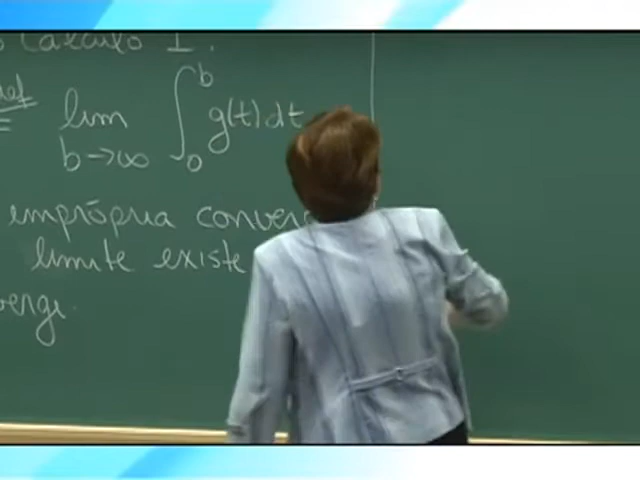 Cálculo I.
def
= lim b→∞ ∫₀ᵇ g(t)dt
imprópria conver
limite existe
vergi